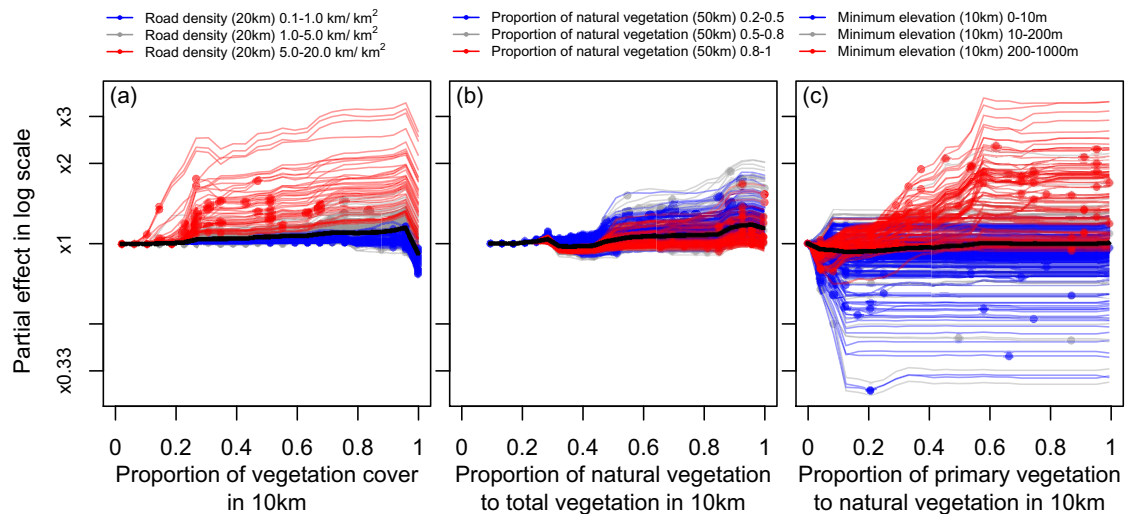 Road density (20km) 0.1-1.0 km/ km²
Road density (20km) 1.0-5.0 km/ km²
Road density (20km) 5.0-20.0 km/ km²
Proportion of natural vegetation (50km) 0.2-0.5
Proportion of natural vegetation (50km) 0.5-0.8
Proportion of natural vegetation (50km) 0.8-1
Minimum elevation (10km) 0-10m
Minimum elevation (10km) 10-200m
Minimum elevation (10km) 200-1000m
Partial effect in log scale
x3
x2
x1
x0.33
(a)
0 0.2 0.4 0.6 0.8 1
Proportion of vegetation cover
in 10km
(b)
0 0.2 0.4 0.6 0.8 1
Proportion of natural vegetation
to total vegetation in 10km
(c)
0 0.2 0.4 0.6 0.8 1
Proportion of primary vegetation
to natural vegetation in 10km